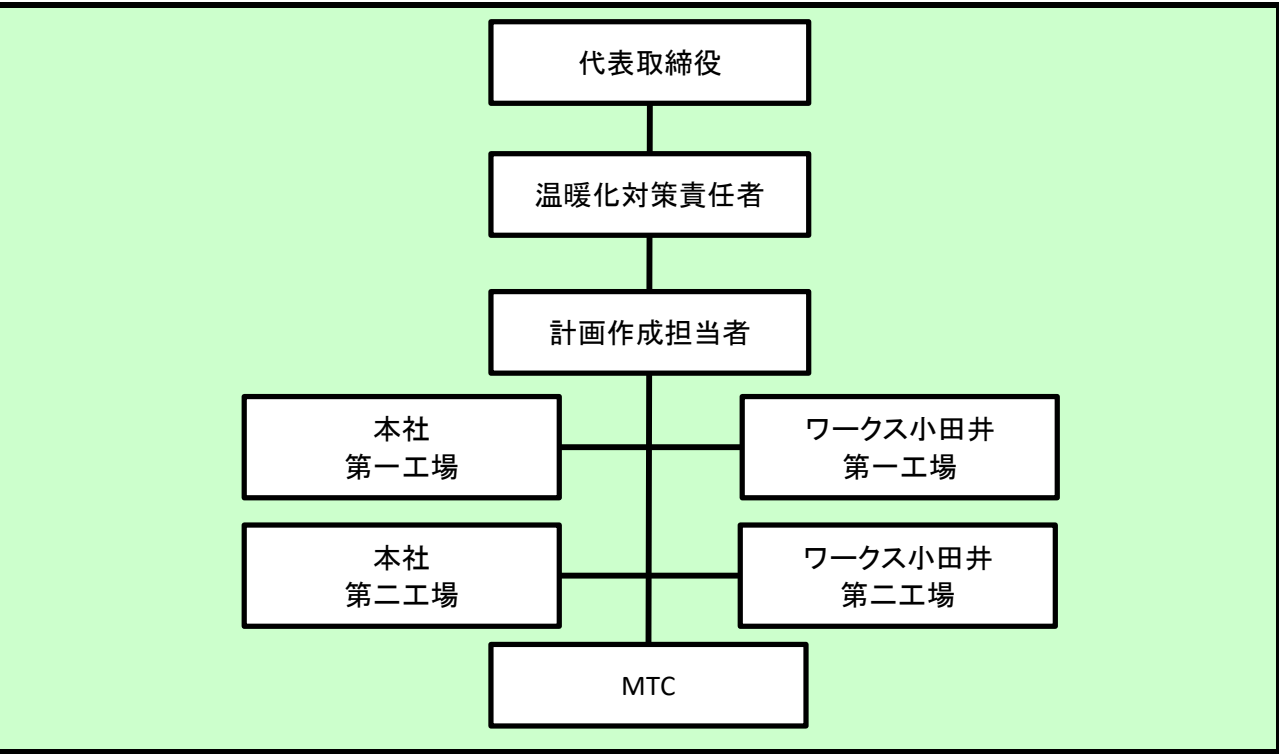 代表取締役
温暖化対策責任者
計画作成担当者
本社
第一工場
ワークス小田井
第一工場
本社
第二工場
ワークス小田井
第二工場
MTC